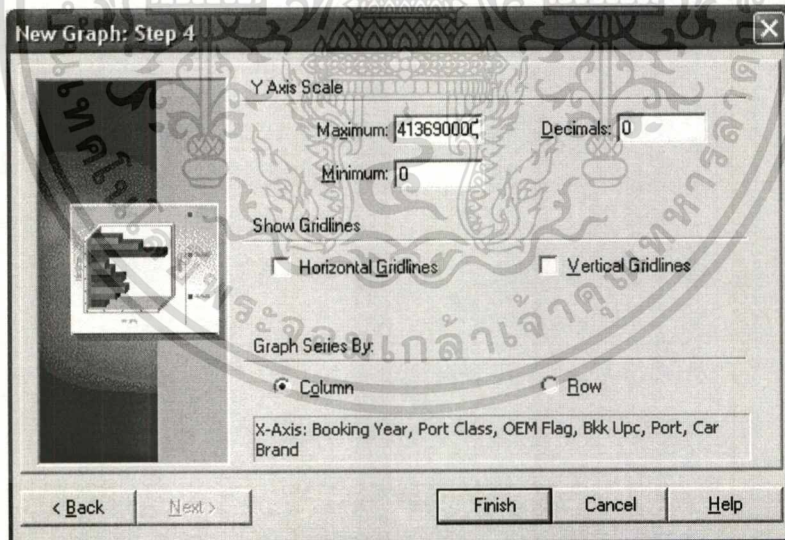 New Graph: Step 4
Y Axis Scale
Maximum: 41369000C
Decimals: 0
Minimum: 0
Show Gridlines
Horizontal Gridlines
Vertical Gridlines
Graph Series By:
Column
Row
X-Axis: Booking Year, Port Class, OEM Flag, Bkk Upc, Port, Car
Brand
< Back
Next >
Finish
Cancel
Help